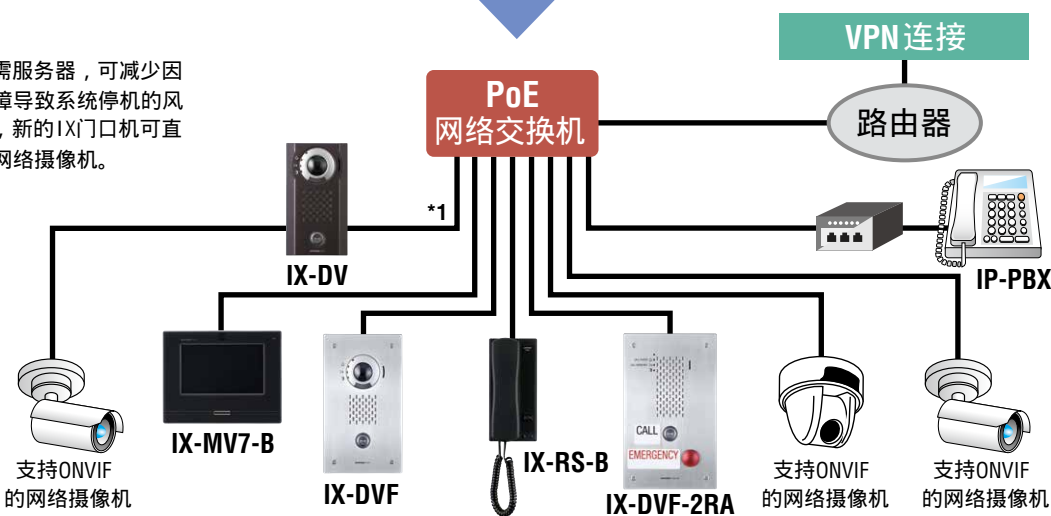 VPN连接
需服务器，可减少因
障导致系统停机的风
，新的IX门口机可直
网络摄像机。
PoE
网络交换机
路由器
*1
IX-DV
IP-PBX
IX-MV7-B
IX-DVF
IX-RS-B
CALL
EMERGENCY
IX-DVF-2RA
支持ONVIF
的网络摄像机
支持ONVIF
的网络摄像机
支持ONVIF
的网络摄像机